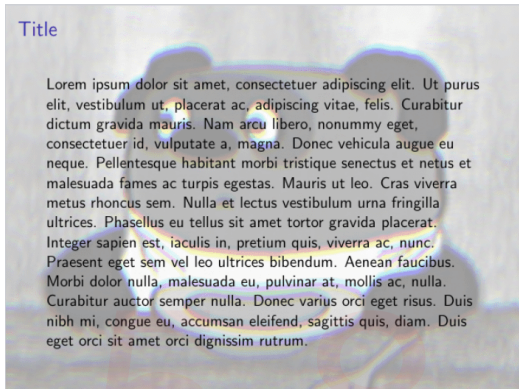 Title
Lorem ipsum dolor sit amet, consectetuer adipiscing elit. Ut purus
elit, vestibulum ut, placerat ac, adipiscing vitae, felis. Curabitur
dictum gravida mauris. Nam arcu libero, nonummy eget,
consectetuer id, vulputate a, magna. Donec vehicula augue eu
neque. Pellentesque habitant morbi tristique senectus et netus et
malesuada fames ac turpis egestas. Mauris ut leo. Cras viverra
metus rhoncus sem. Nulla et lectus vestibulum urna fringilla
ultrices. Phasellus eu tellus sit amet tortor gravida placerat.
Integer sapien est, iaculis in, pretium quis, viverra ac, nunc.
Praesent eget sem vel leo ultrices bibendum. Aenean faucibus.
Morbi dolor nulla, malesuada eu, pulvinar at, mollis ac, nulla.
Curabitur auctor semper nulla. Donec varius orci eget risus. Duis
nibh mi, congue eu, accumsan eleifend, sagittis quis, diam. Duis
eget orci sit amet orci dignissim rutrum.